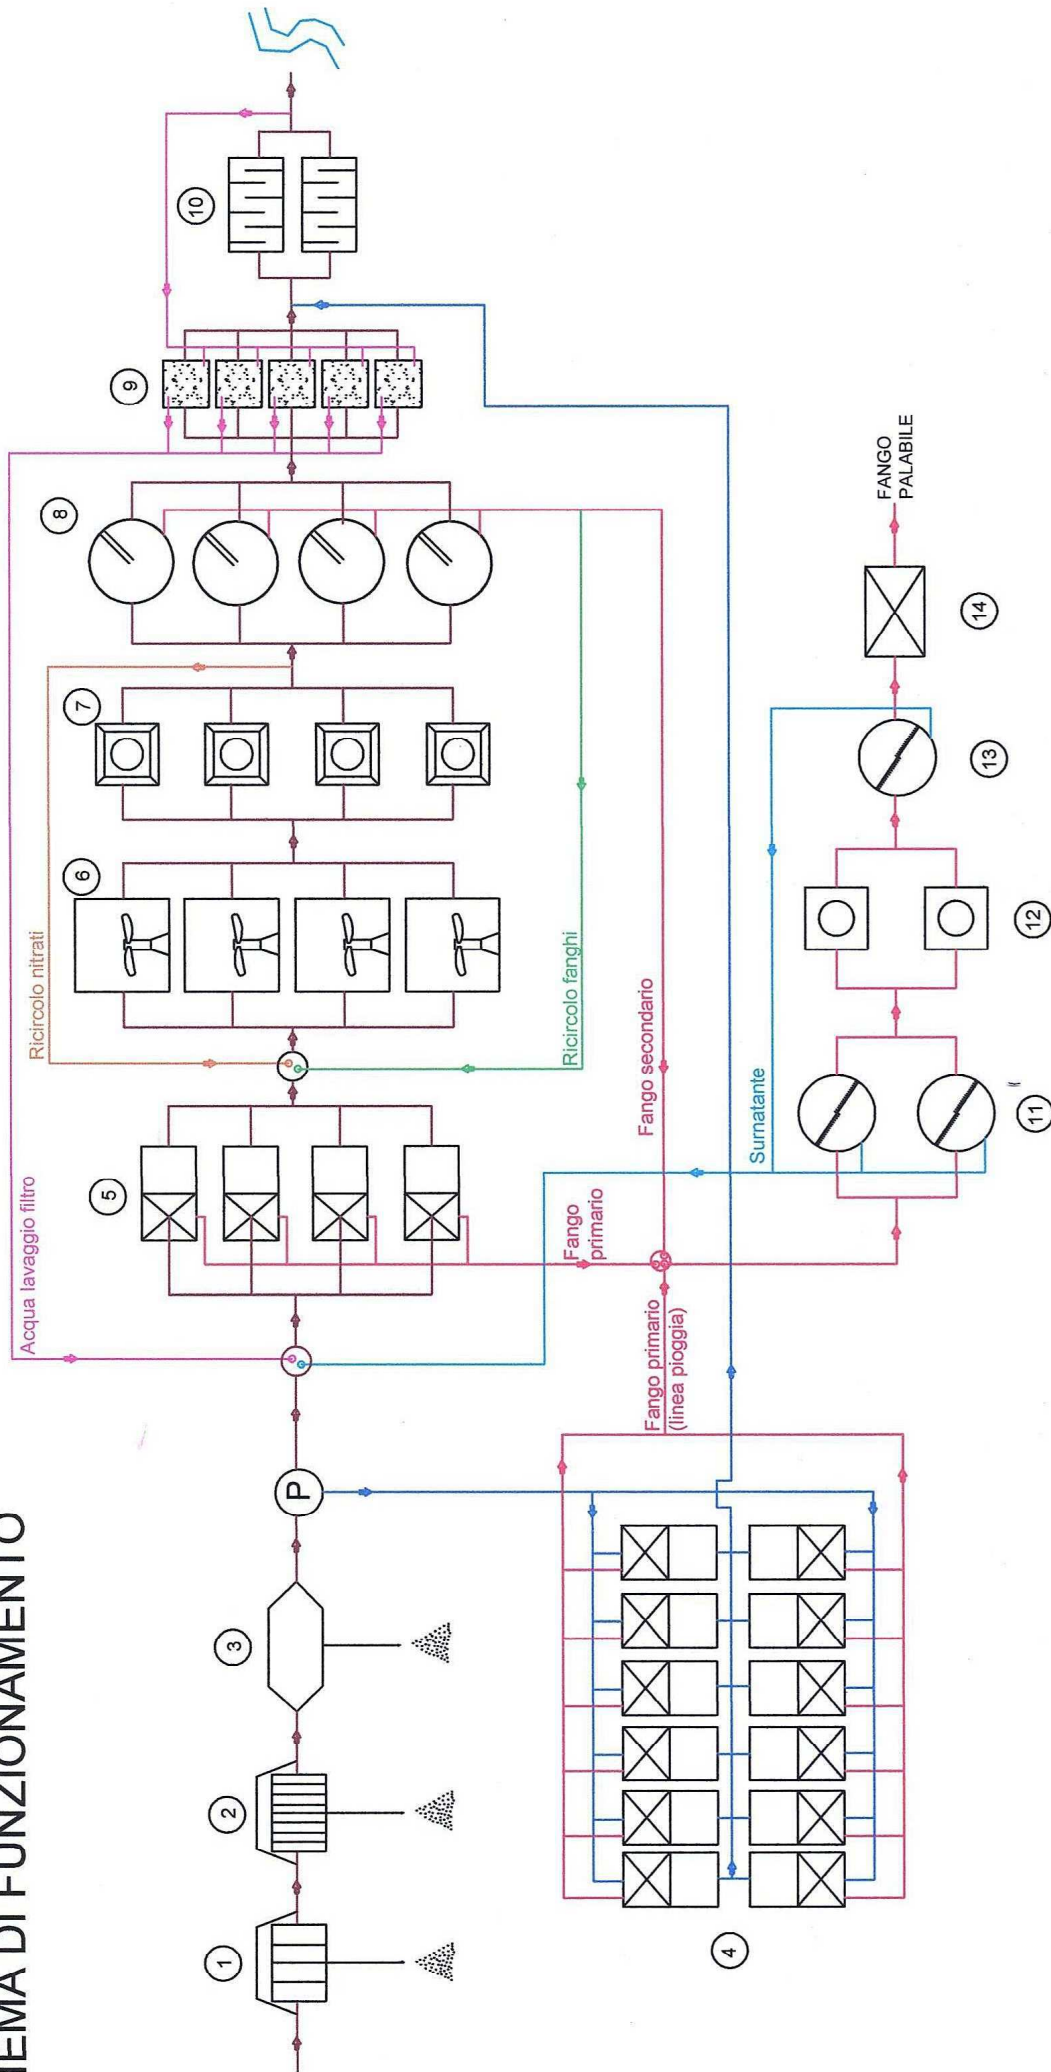 EMA DI FUNZIONAMENTO
Acqua lavaggio filtro
Ricircolo nitrati
Ricircolo fanghi
Fango secondario
Fango
primario
Fango primario
(linea pioggia)
Surnatante
FANGO
PALABILE
P
1
2
3
4
5
6
7
8
9
10
11
12
13
14